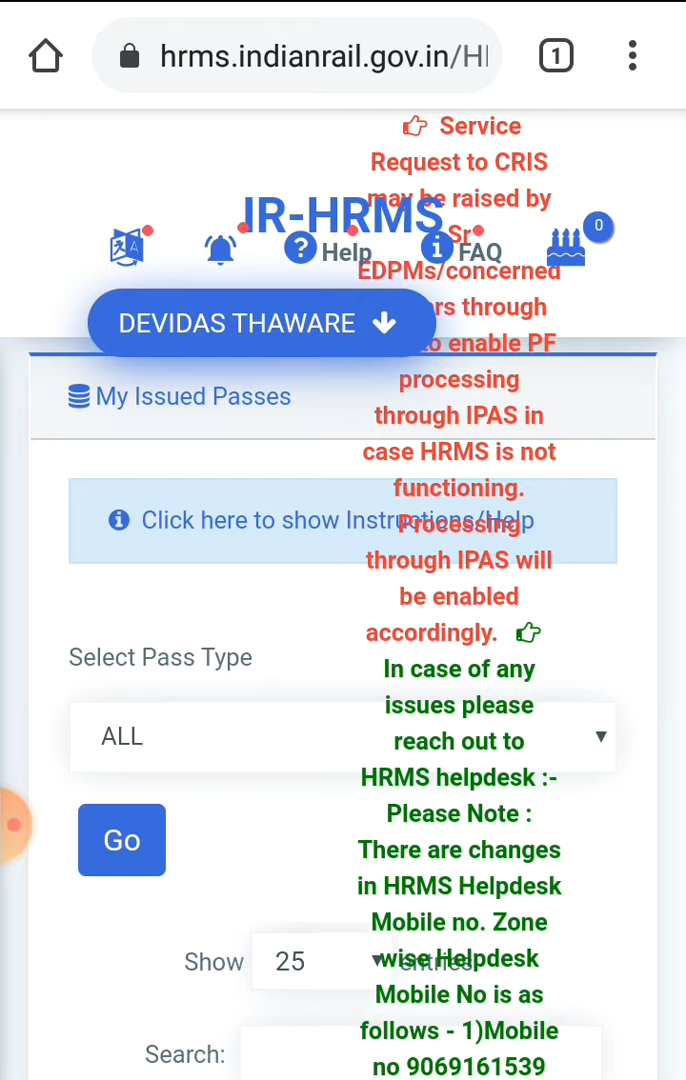 hrms.indianrail.gov.in/HI
1
Service
Request to CRIS
may be raised by
Sr
EDPMs/concerned
rs through
to enable PF
processing
through IPAS in
case HRMS is not
functioning.
Processing
through IPAS will
be enabled
accordingly.
In case of any
issues please
reach out to
HRMS helpdesk :-
Please Note :
There are changes
in HRMS Helpdesk
Mobile no. Zone
wise Helpdesk
Mobile No is as
follows - 1)Mobile
no 9069161539
IR-HRMS
A
Help
FAQ
0
DEVIDAS THAWARE
My Issued Passes
Click here to show Instructions/Help
Select Pass Type
ALL
Go
Show 25 entries
Search: